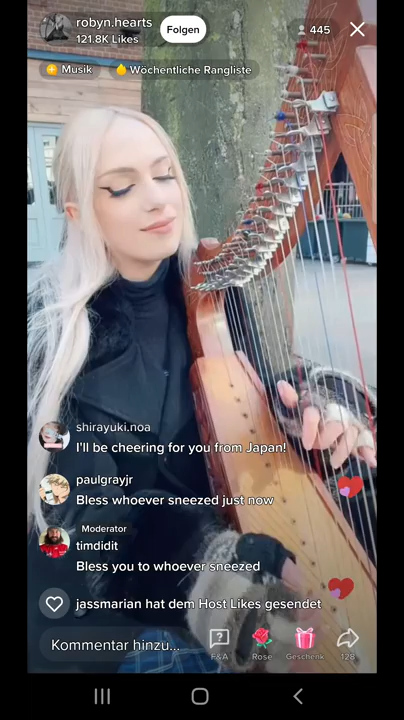 robyn.hearts
121.8K Likes
Folgen
445
Musik
Wöchentliche Rangliste
shirayuki.noa
I'll be cheering for you from Japan!
paulgrayjr
Bless whoever sneezed just now
Moderator
timdidit
Bless you to whoever sneezed
jassmarian hat dem Host Likes gesendet
Kommentar hinzu...
F&A
Rose
Geschenk
128